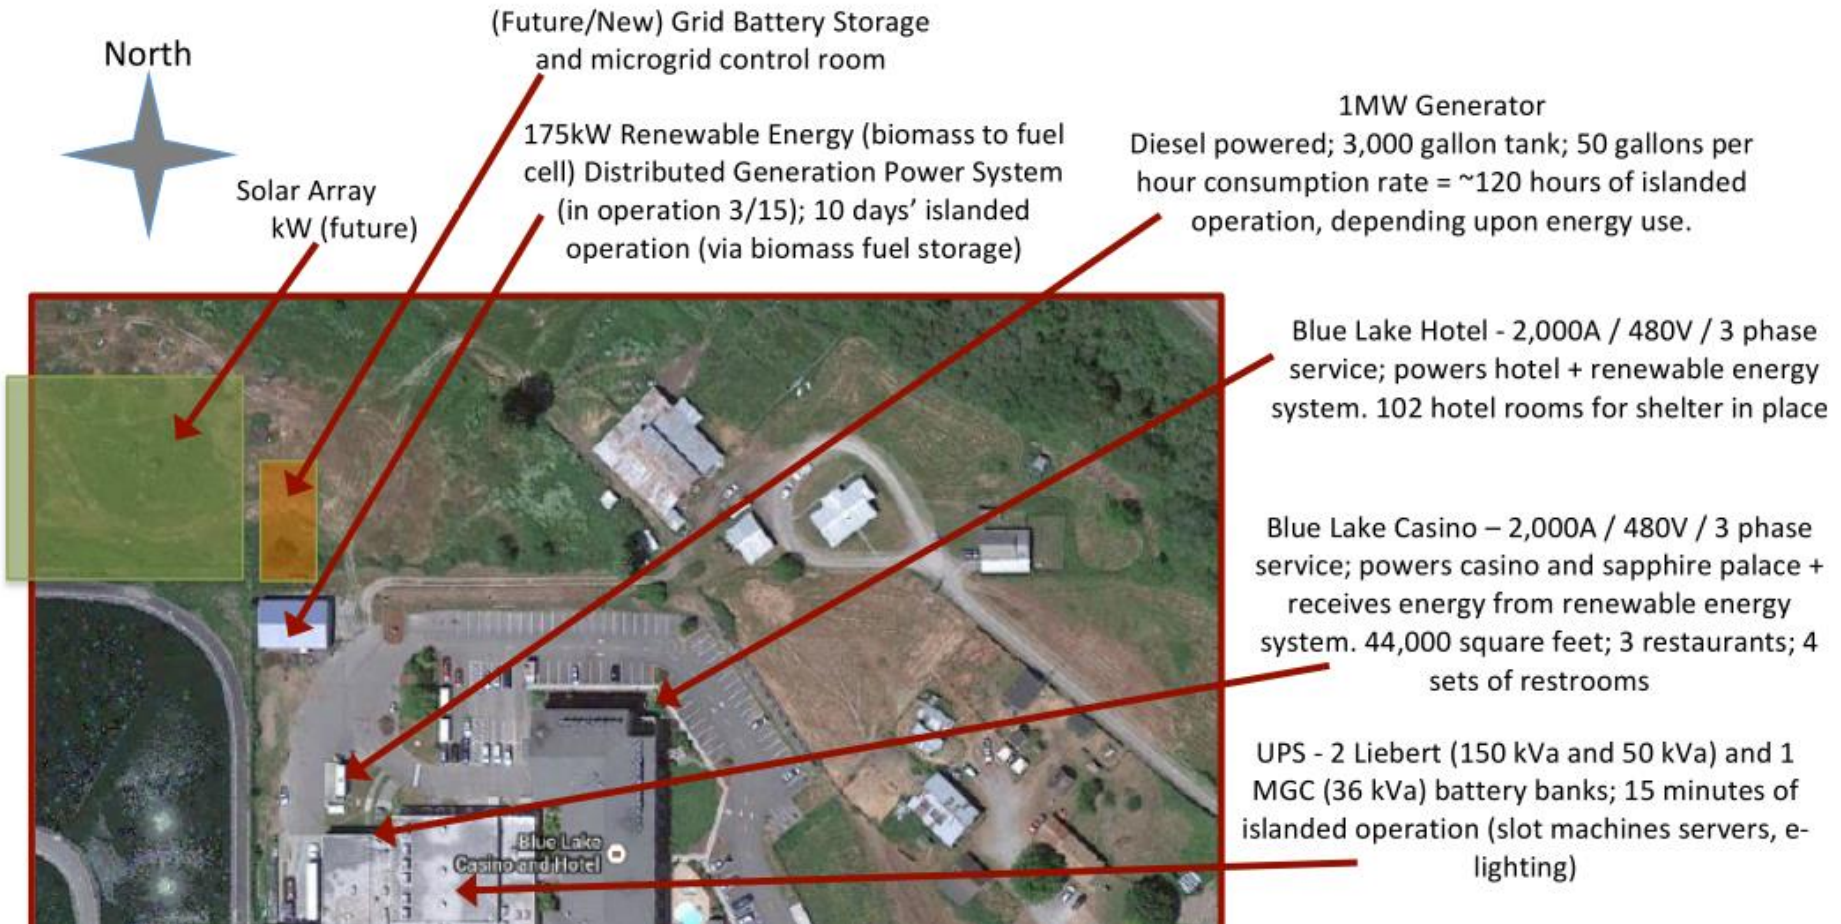 (Future/New) Grid Battery Storage
and microgrid control room
North
175kW Renewable Energy (biomass to fuel
cell) Distributed Generation Power System
(in operation 3/15); 10 days’ islanded
operation (via biomass fuel storage)
1MW Generator
Diesel powered; 3,000 gallon tank; 50 gallons per
hour consumption rate = ~120 hours of islanded
operation, depending upon energy use.
Solar Array
kW (future)
Blue Lake Hotel - 2,000A / 480V / 3 phase
service; powers hotel + renewable energy
system. 102 hotel rooms for shelter in place
Blue Lake Casino – 2,000A / 480V / 3 phase
service; powers casino and sapphire palace +
receives energy from renewable energy
system. 44,000 square feet; 3 restaurants; 4
sets of restrooms
UPS - 2 Liebert (150 kVa and 50 kVa) and 1
MGC (36 kVa) battery banks; 15 minutes of
islanded operation (slot machines servers, e-
lighting)
Blue Lake
Casino and Hotel